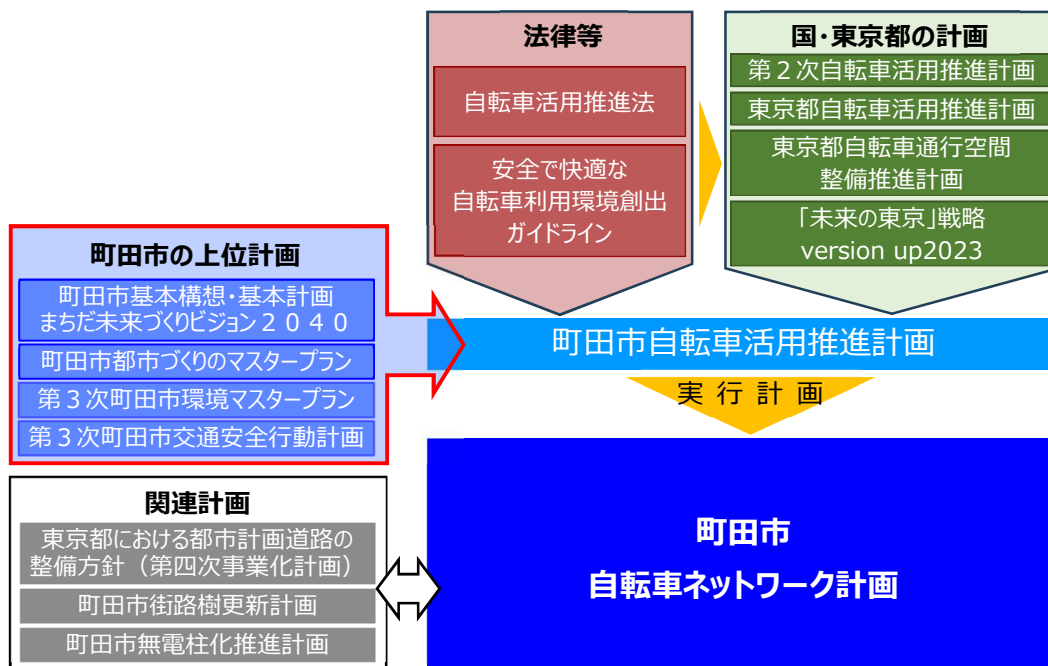 法律等
自転車活用推進法
安全で快適な
自転車利用環境創出
ガイドライン
国・東京都の計画
第２次自転車活用推進計画
東京都自転車活用推進計画
東京都自転車通行空間
整備推進計画
「未来の東京」戦略
version up2023
町田市の上位計画
町田市基本構想・基本計画
まちだ未来づくりビジョン２０４０
町田市都市づくりのマスタープラン
第３次町田市環境マスタープラン
第３次町田市交通安全行動計画
町田市自転車活用推進計画
実行計画
関連計画
東京都における都市計画道路の
整備方針（第四次事業化計画）
町田市街路樹更新計画
町田市無電柱化推進計画
町田市
自転車ネットワーク計画